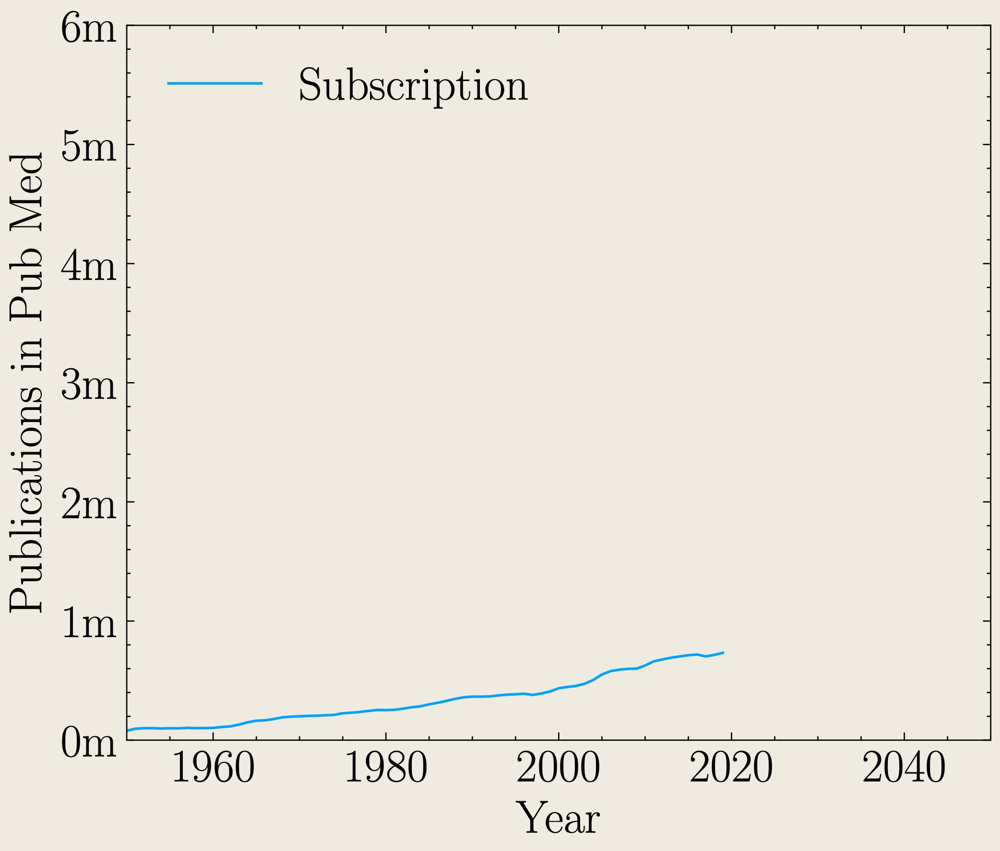 6m
Subscription
5m
4m
3m
2m
1m
0m
Publications in Pub Med
1960 1980 2000 2020 2040
Year